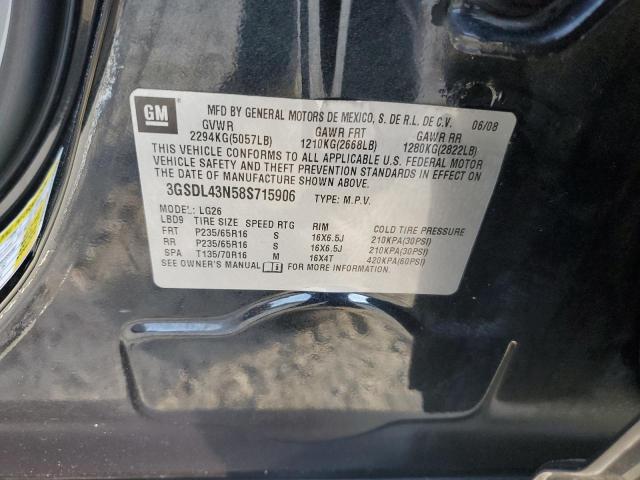 GM
MFD BY GENERAL MOTORS DE MEXICO, S. DE R.L. DE C.V. 06/08
GVWR GAWR FRT GAWR RR
2294KG(5057LB) 1210KG(2668LB) 1280KG(2822LB)
THIS VEHICLE CONFORMS TO ALL APPLICABLE U.S. FEDERAL MOTOR
VEHICLE SAFETY AND THEFT PREVENTION STANDARDS IN EFFECT ON
THE DATE OF MANUFACTURE SHOWN ABOVE.
3GSDL43N58S715906 TYPE: M.P.V.
MODEL: LG26
LBD9 TIRE SIZE SPEED RTG RIM COLD TIRE PRESSURE
FRT P235/65R16 S 16X6.5J 210KPA(30PSI)
RR P235/65R16 S 16X6.5J 210KPA(30PSI)
SPA T135/70R16 M 16X4T 420KPA(60PSI)
SEE OWNER'S MANUAL FOR MORE INFORMATION.